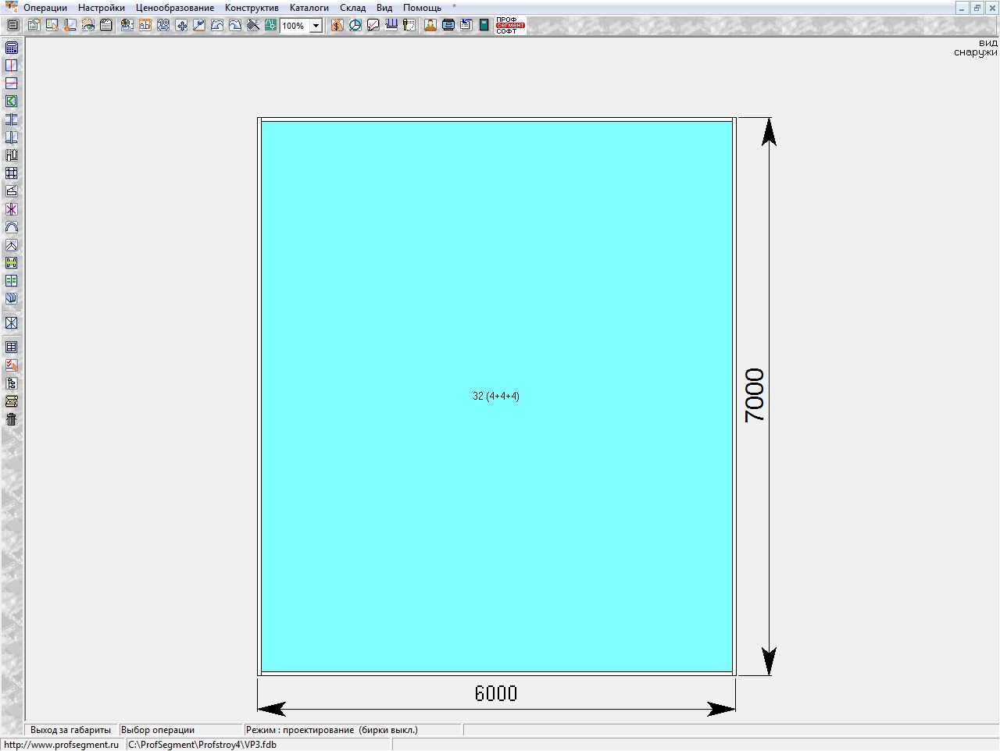 Операции Настройки Ценообразование Конструктив Каталоги Склад Вид Помощь *
100%
ПРОФ
сегмент
СОФТ
вид
снаружи
32 (4+4+4)
7000
6000
Выход за габариты Выбор операции Режим : проектирование (бирки выкл.)
http://www.profsegment.ru C:\ProfSegment\Profstroy4\VP3.fdb